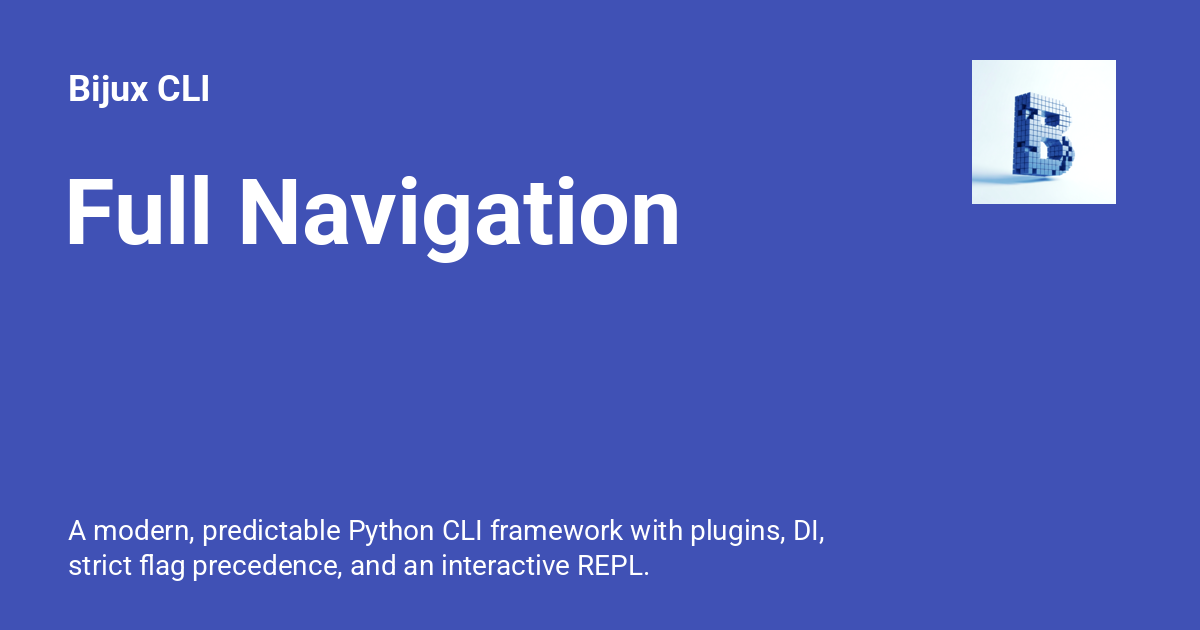 Bijux CLI
Full Navigation
B
A modern, predictable Python CLI framework with plugins, DI,
strict flag precedence, and an interactive REPL.